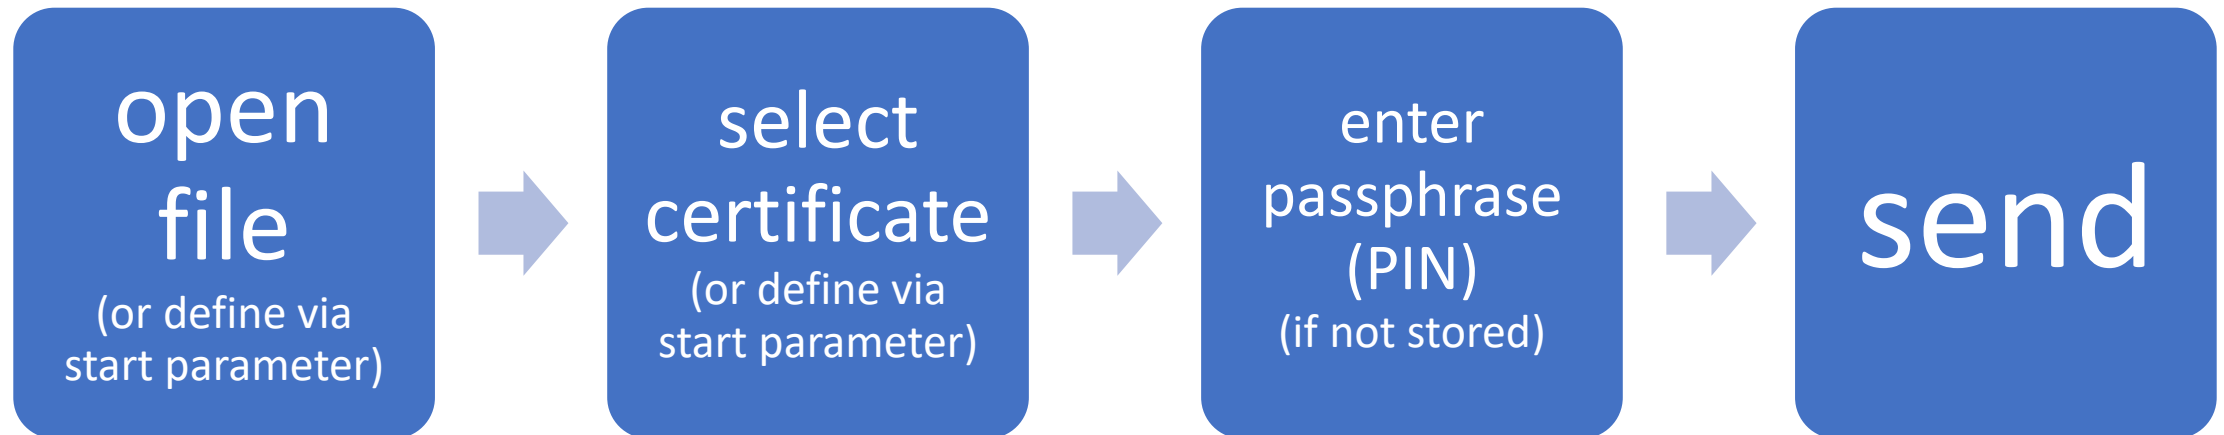 open
file
(or define via
start parameter)
select
certificate
(or define via
start parameter)
enter
passphrase
(PIN)
(if not stored)
send